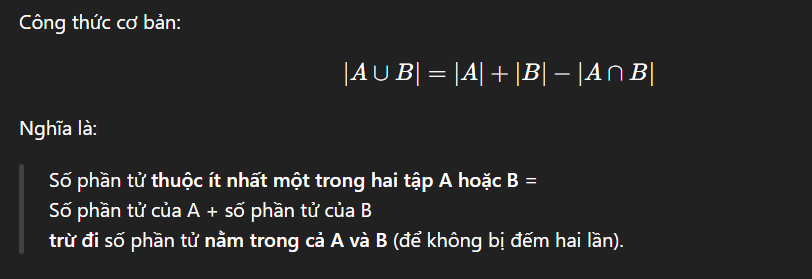 Công thức cơ bản:
|A ∪ B| = |A| + |B| − |A ∩ B|
Nghĩa là:
Số phần tử thuộc ít nhất một trong hai tập A hoặc B =
Số phần tử của A + số phần tử của B
trừ đi số phần tử nằm trong cả A và B (để không bị đếm hai lần).